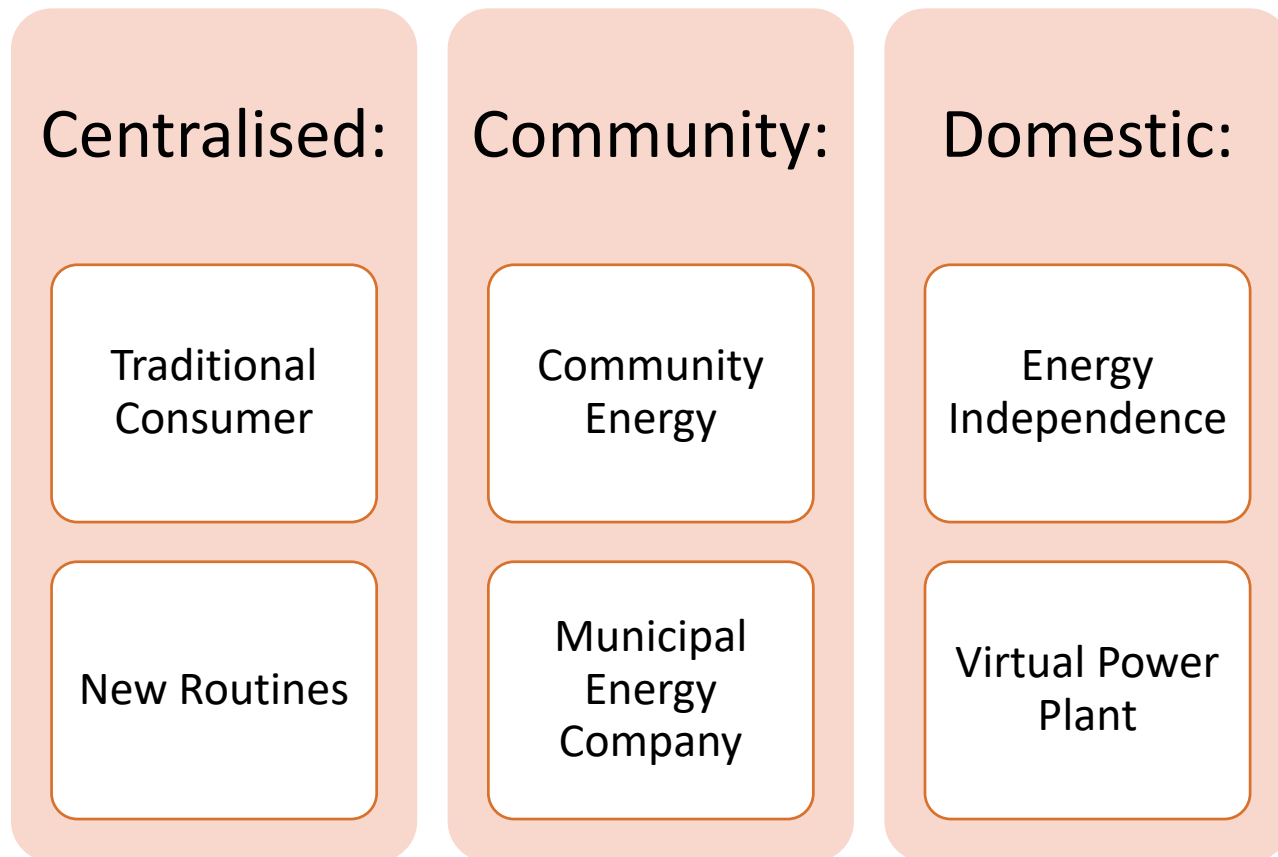 Centralised:
Traditional
Consumer
New Routines
Community:
Community
Energy
Municipal
Energy
Company
Domestic:
Energy
Independence
Virtual Power
Plant